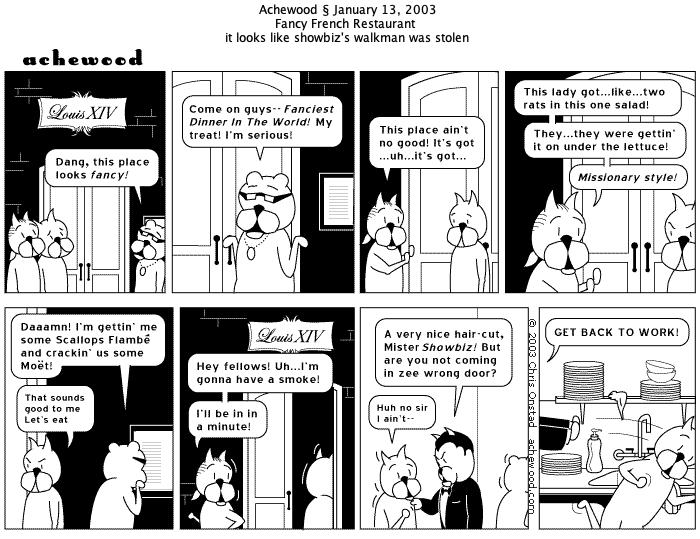 Achewood § January 13, 2003
Fancy French Restaurant
it looks like showbiz's walkman was stolen
achewood
Louis XIV
Dang, this place
looks fancy!
Come on guys-- Fanciest
Dinner In The World! My
treat! I'm serious!
This place ain't
no good! It's got
...uh...it's got...
This lady got...like...two
rats in this one salad!
They...they were gettin'
it on under the lettuce!
Missionary style!
Daaamn! I'm gettin' me
some Scallops Flambé
and crackin' us some
Moët!
That sounds
good to me
Let's eat
Louis XIV
Hey fellows! Uh...I'm
gonna have a smoke!
I'll be in in
a minute!
A very nice hair-cut,
Mister Showbiz! But
are you not coming
in zee wrong door?
Huh no sir
I ain't--
GET BACK TO WORK!
© 2003 Chris Onstad achewood.com